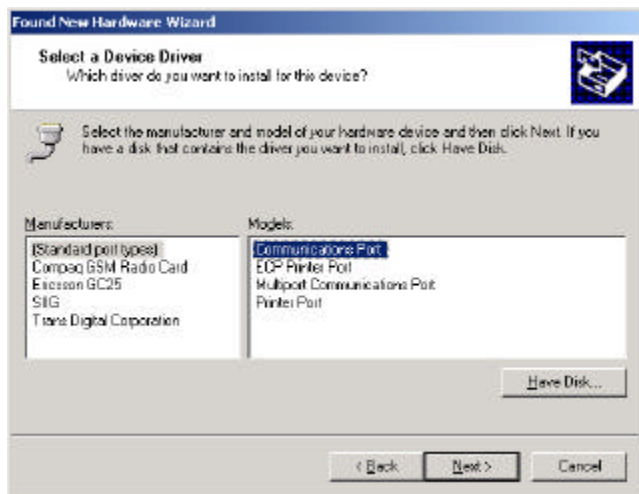 Found New Hardware Wizard
Select a Device Driver
Which driver do you want to install for this device?
Select the manufacturer and model of your hardware device and then click Next. If you
have a disk that contains the driver you want to install, click Have Disk.
Manufacturers:
(Standard port types)
Compaq GSM Radio Card
Ericsson GC25
SIIG
Trans Digital Corporation
Models:
Communications Port
ECP Printer Port
Multiport Communications Port
Printer Port
Have Disk...
< Back
Next >
Cancel